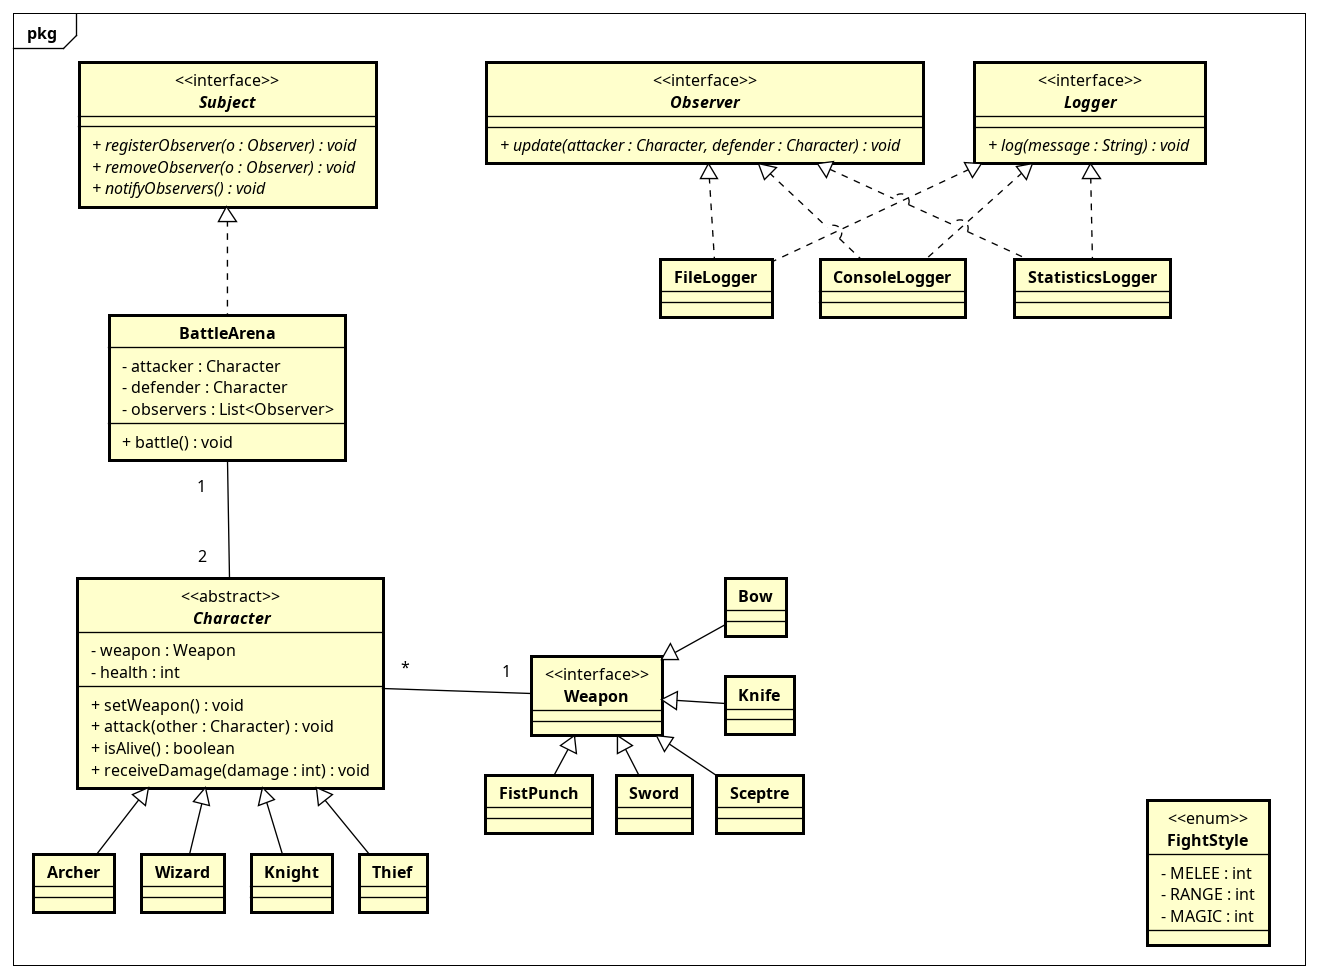 pkg
<<interface>>
Subject
+ registerObserver(o : Observer) : void
+ removeObserver(o : Observer) : void
+ notifyObservers() : void
<<interface>>
Observer
+ update(attacker : Character, defender : Character) : void
<<interface>>
Logger
+ log(message : String) : void
FileLogger
ConsoleLogger
StatisticsLogger
BattleArena
- attacker : Character
- defender : Character
- observers : List<Observer>
+ battle() : void
1
2
<<abstract>>
Character
- weapon : Weapon
- health : int
+ setWeapon() : void
+ attack(other : Character) : void
+ isAlive() : boolean
+ receiveDamage(damage : int) : void
*
1
<<interface>>
Weapon
Bow
Knife
FistPunch
Sword
Sceptre
Archer
Wizard
Knight
Thief
<<enum>>
FightStyle
- MELEE : int
- RANGE : int
- MAGIC : int